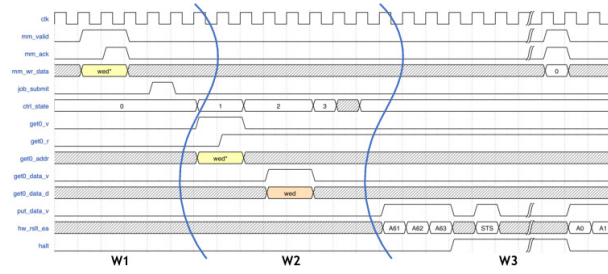 clk
mm_valid
mm_ack
mm_wr_data wed* 0
job_submit
ctrl_state 0 1 2 3
get0_v
get0_r
get0_addr wed*
get0_data_v
get0_data_d wed
put_data_v
hw_rslt_ea A61 A62 A63 STS A0 A1
halt
W1 W2 W3